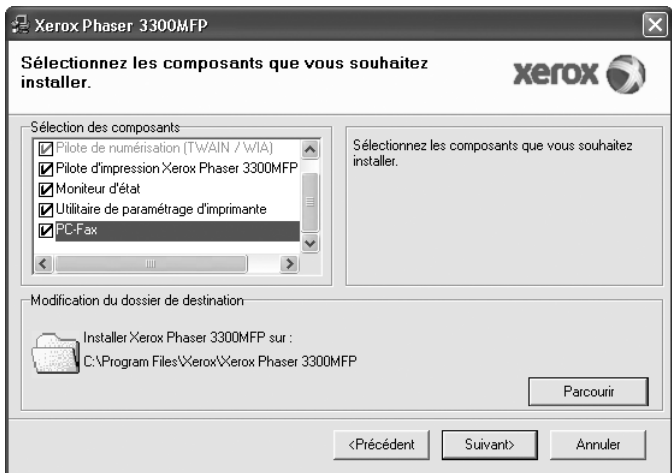 Xerox Phaser 3300MFP
Sélectionnez les composants que vous souhaitez
installer.
xerox
Sélection des composants
Pilote de numérisation (TWAIN / WIA)
Pilote d'impression Xerox Phaser 3300MFP
Moniteur d'état
Utilitaire de paramétrage d'imprimante
PC-Fax
Sélectionnez les composants que vous souhaitez
installer.
Modification du dossier de destination
Installer Xerox Phaser 3300MFP sur :
C:\Program Files\Xerox\Xerox Phaser 3300MFP
Parcourir
<Précédent
Suivant>
Annuler